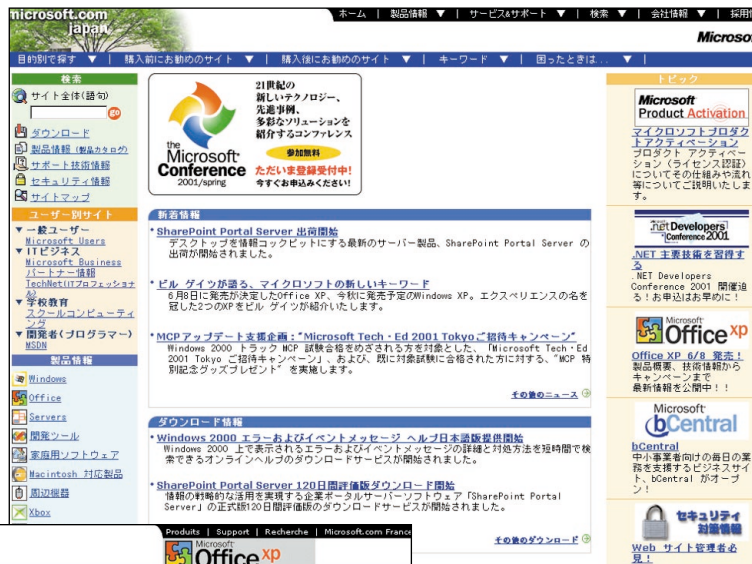 microsoft.com
japan
ホーム | 製品情報 ▼ | サービス&サポート ▼ | 検索 ▼ | 会社情報 ▼ | 採用
Microso
目的別で探す ▼ | 購入前にお勧めのサイト ▼ | 購入後にお勧めのサイト ▼ | キーワード ▼ | 困ったときは... ▼ |
検索
サイト全体(語句)
go
ダウンロード
製品情報 (製品カタログ)
サポート技術情報
セキュリティ情報
サイトマップ
ユーザー別サイト
▼ 一般ユーザー
Microsoft Users
▼ ITビジネス
Microsoft Business
パートナー情報
TechNet(ITプロフェッショナル)
▼ 学校教育
スクールコンピューティング
▼ 開発者(プログラマー)
MSDN
製品情報
Windows
Office
Servers
開発ツール
家庭用ソフトウェア
Macintosh 対応製品
周辺機器
Xbox
the
Microsoft
Conference
2001/spring
21世紀の
新しいテクノロジー、
先進事例、
多彩なソリューションを
紹介するコンファレンス
参加無料
ただいま登録受付中!
今すぐお申込みください!
新着情報
SharePoint Portal Server 出荷開始
デスクトップを情報コックピットにする最新のサーバー製品、SharePoint Portal Server の
出荷が開始されました。
ビル ゲイツが語る、マイクロソフトの新しいキーワード
6月8日に発売が決定したOffice XP、今秋に発売予定のWindows XP。エクスペリエンスの名を
冠した2つのXPをビル ゲイツが紹介いたします。
MCPアップデート支援企画:"Microsoft Tech・Ed 2001 Tokyoご招待キャンペーン"
Windows 2000 トラック MCP 試験合格をめざされる方を対象とした、「Microsoft Tech・Ed
2001 Tokyo ご招待キャンペーン」、および、既に対象試験に合格された方に対する、"MCP 特
別記念グッズプレゼント" を実施します。
その他のニュース
ダウンロード情報
Windows 2000 エラーおよびイベントメッセージ ヘルプ日本語版提供開始
Windows 2000 上で表示されるエラーおよびイベントメッセージの詳細と対処方法を短時間で検
索できるオンラインヘルプのダウンロードサービスが開始されました。
SharePoint Portal Server 120日間評価版ダウンロード開始
情報の戦略的な活用を実現する企業ポータルサーバーソフトウェア「SharePoint Portal
Server」の正式版120日間評価版のダウンロードサービスが開始されました。
その他のダウンロード
トピック
Microsoft
Product Activation
マイクロソフトプロダク
トアクティベーション
プロダクト アクティベー
ション(ライセンス認証)
についてその仕組みや流れ
等についてご説明いたしま
す。
.net Developers
Conference 2001
.NET 主要技術を習得す
る
.NET Developers
Conference 2001 開催迫
る!お申込はお早めに!
Microsoft
Office xp
Office XP 6/8 発売!
製品概要、技術情報から
キャンペーンまで
最新情報を公開中!!
Microsoft
bCentral
bCentral
中小事業者向けの毎日の業
務を支援するビジネスサイ
ト、bCentral がオープ
ン!
セキュリティ
対策情報
Web サイト管理者必
見!
Produits | Support | Recherche | Microsoft.com France
Microsoft
Office xp